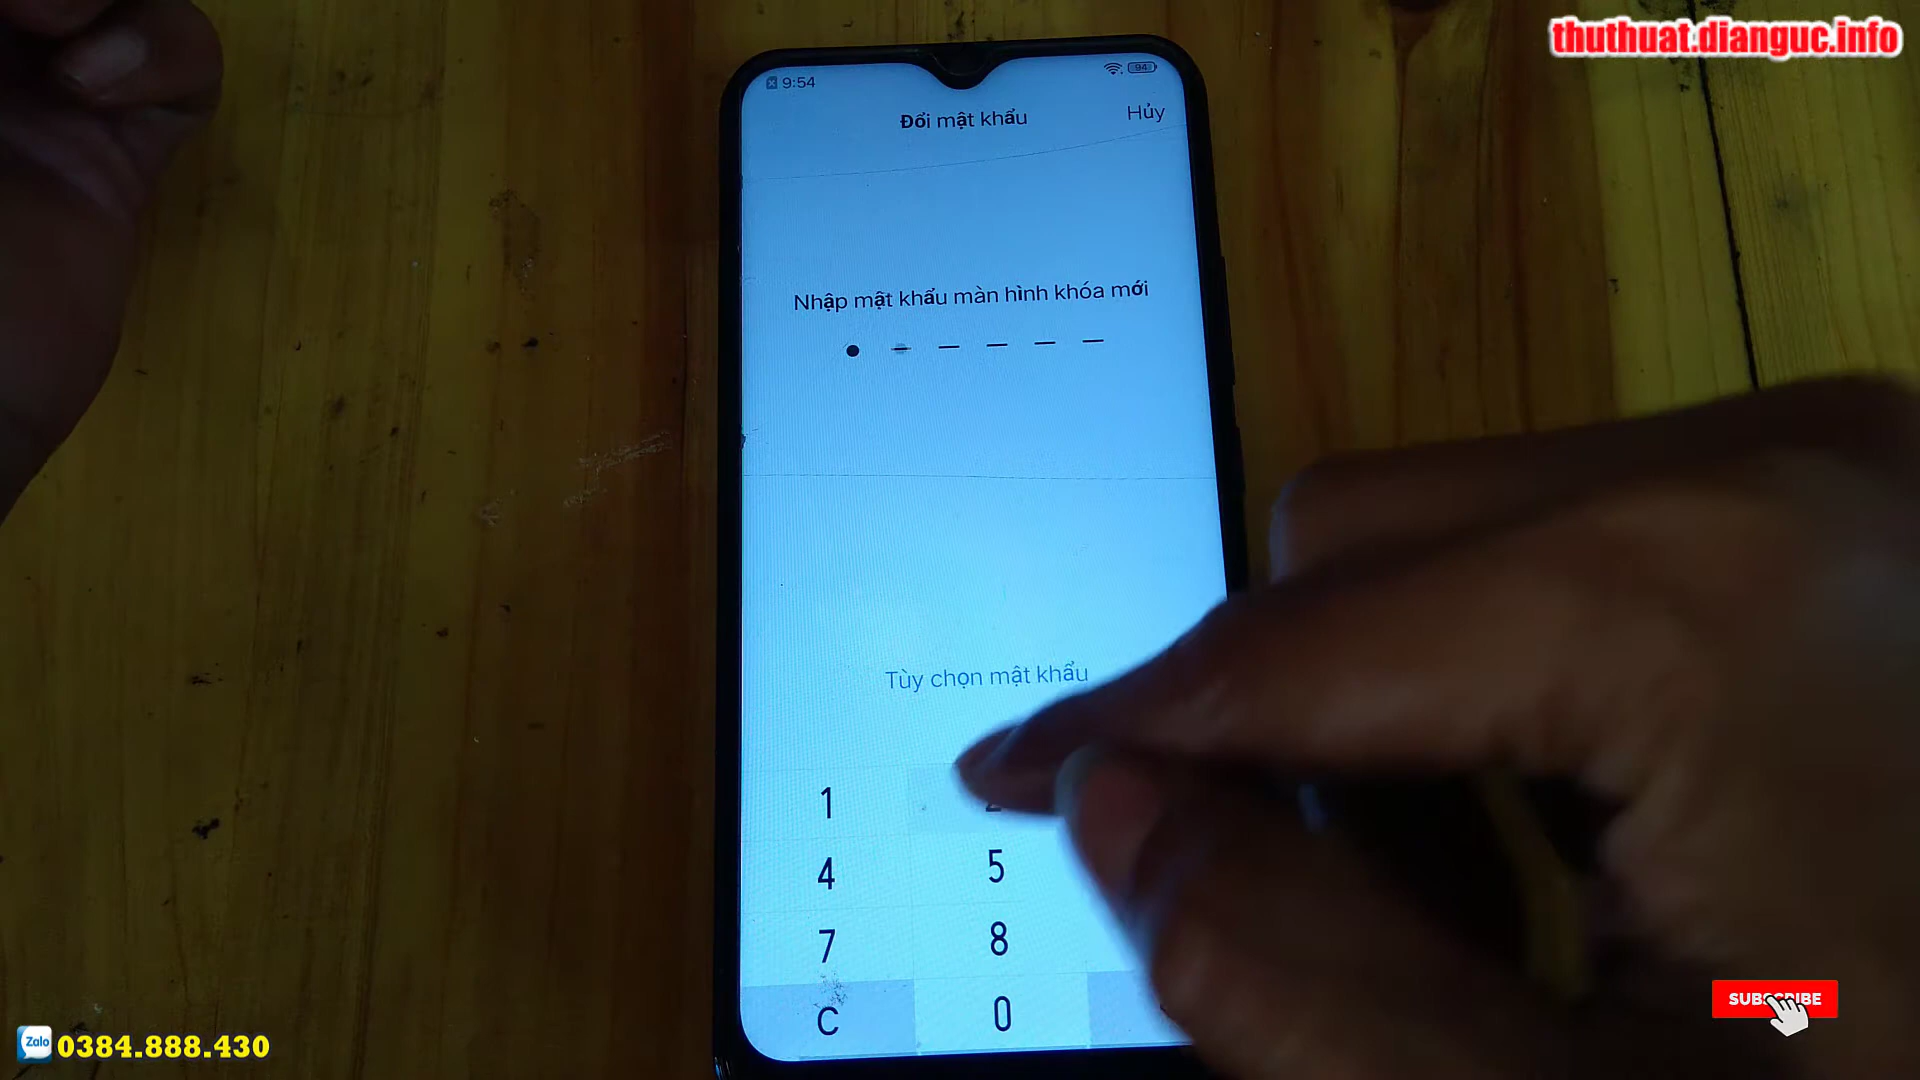 thuthuat.dianguc.info
9:54
94
Đổi mật khẩu
Hủy
Nhập mật khẩu màn hình khóa mới
Tùy chọn mật khẩu
1
4
5
7
8
C
0
SUBSCRIBE
Zalo
0384.888.430